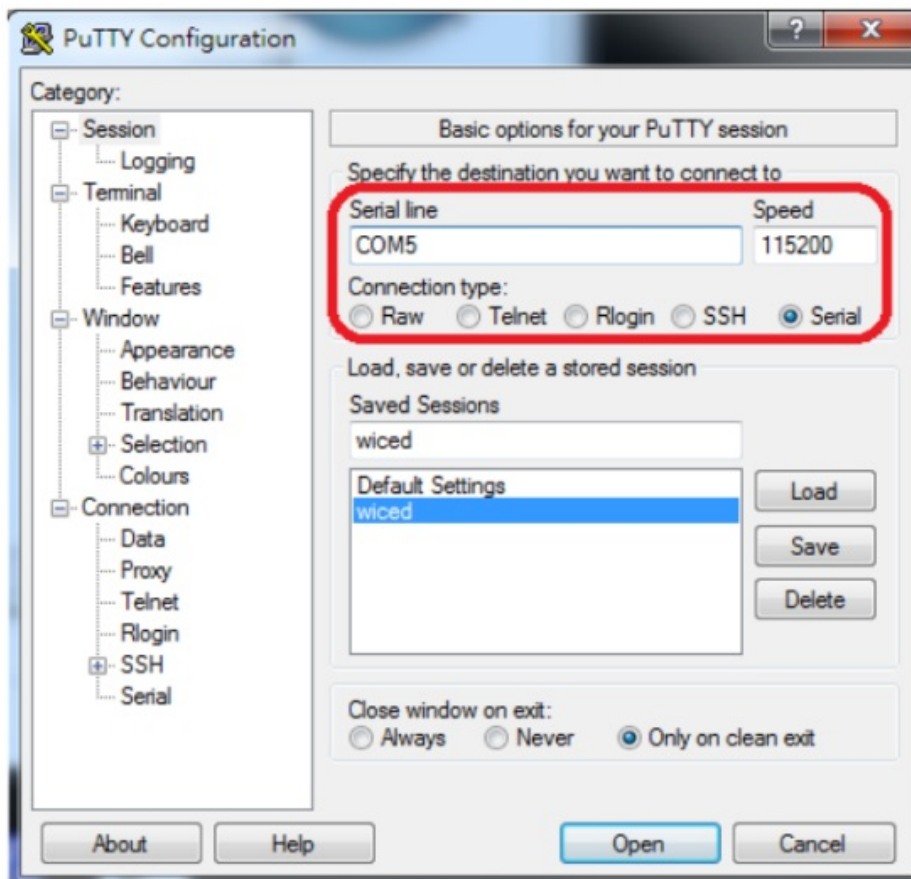 PuTTY Configuration
?
X
Category:
Session
Logging
Terminal
Keyboard
Bell
Features
Window
Appearance
Behaviour
Translation
Selection
Colours
Connection
Data
Proxy
Telnet
Rlogin
SSH
Serial
Basic options for your PuTTY session
Specify the destination you want to connect to
Serial line Speed
COM5 115200
Connection type:
Raw Telnet Rlogin SSH Serial
Load, save or delete a stored session
Saved Sessions
wiced
Default Settings
wiced
Load
Save
Delete
Close window on exit:
Always Never Only on clean exit
About Help Open Cancel